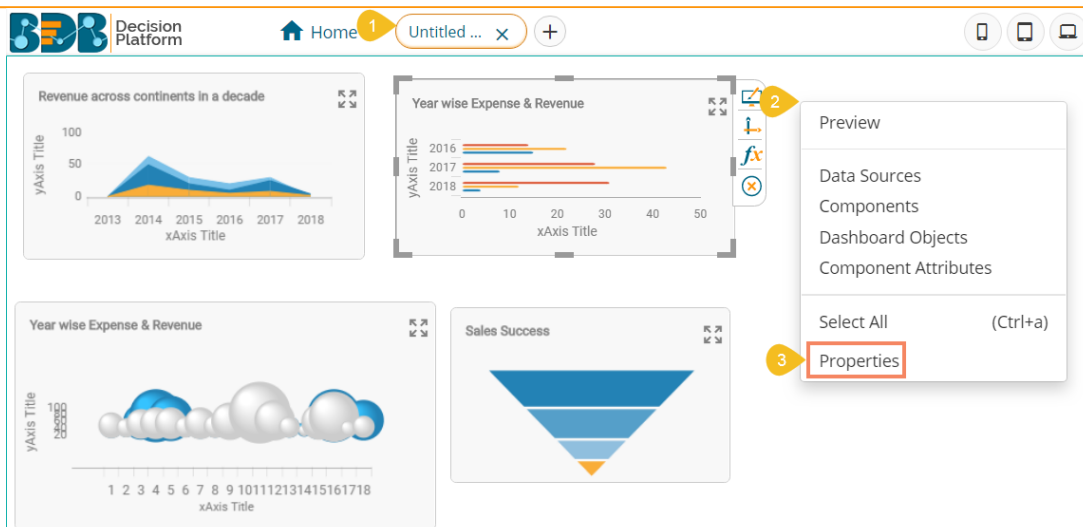 BDB Decision Platform
Home
1
Untitled ...
Revenue across continents in a decade
yAxis Title
100
50
0
2013 2014 2015 2016 2017 2018
xAxis Title
Year wise Expense & Revenue
yAxis Title
2016
2017
2018
0 10 20 30 40 50
xAxis Title
fx
2
Preview
Data Sources
Components
Dashboard Objects
Component Attributes
Select All (Ctrl+a)
3
Properties
Year wise Expense & Revenue
yAxis Title
100
20
1 2 3 4 5 6 7 8 9 101112131415161718
xAxis Title
Sales Success